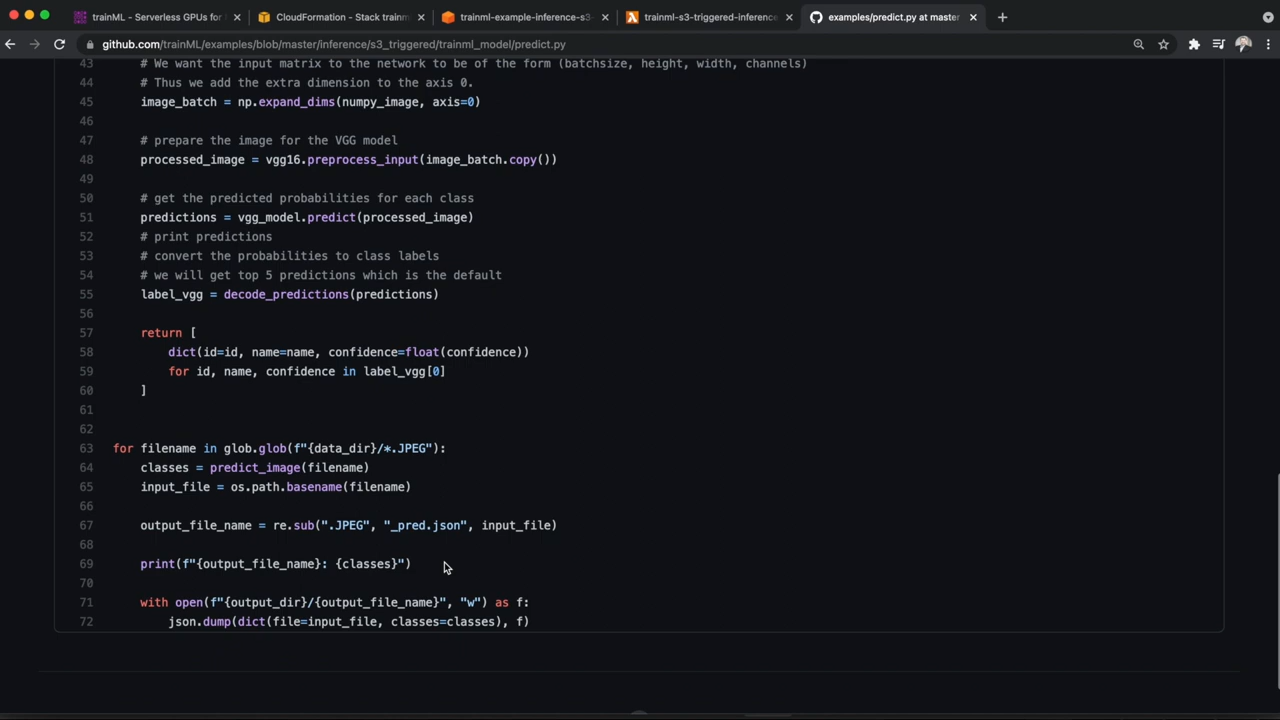 trainML - Serverless GPUs for
CloudFormation - Stack trainm
trainml-example-inference-s3-
trainml-s3-triggered-inference
examples/predict.py at master
github.com/trainML/examples/blob/master/inference/s3_triggered/trainml_model/predict.py
43 # We want the input matrix to the network to be of the form (batchsize, height, width, channels)
44 # Thus we add the extra dimension to the axis 0.
45 image_batch = np.expand_dims(numpy_image, axis=0)
46
47 # prepare the image for the VGG model
48 processed_image = vgg16.preprocess_input(image_batch.copy())
49
50 # get the predicted probabilities for each class
51 predictions = vgg_model.predict(processed_image)
52 # print predictions
53 # convert the probabilities to class labels
54 # we will get top 5 predictions which is the default
55 label_vgg = decode_predictions(predictions)
56
57 return [
58 dict(id=id, name=name, confidence=float(confidence))
59 for id, name, confidence in label_vgg[0]
60 ]
61
62
63 for filename in glob.glob(f"{data_dir}/*.JPEG"):
64 classes = predict_image(filename)
65 input_file = os.path.basename(filename)
66
67 output_file_name = re.sub(".JPEG", "_pred.json", input_file)
68
69 print(f"{output_file_name}: {classes}")
70
71 with open(f"{output_dir}/{output_file_name}", "w") as f:
72 json.dump(dict(file=input_file, classes=classes), f)